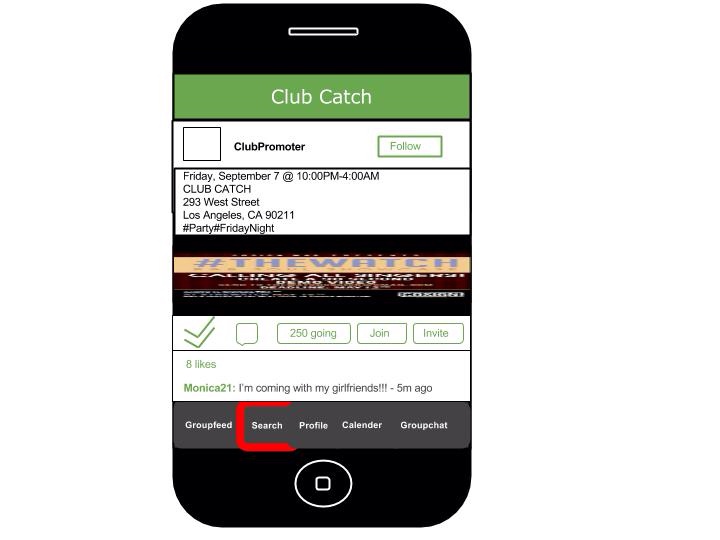 Club Catch
ClubPromoter
Follow
Friday, September 7 @ 10:00PM-4:00AM
CLUB CATCH
293 West Street
Los Angeles, CA 90211
#Party#FridayNight
#THEWATCH
CALLING ALL SINGERS!
DEMO VIDEO
250 going
Join
Invite
8 likes
Monica21: I'm coming with my girlfriends!!! - 5m ago
Groupfeed
Search
Profile
Calender
Groupchat